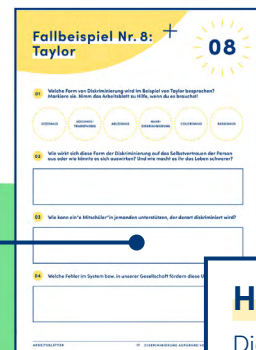 Fallbeispiel Nr. 8:
Taylor
08
01 Welche Form von Diskriminierung wird im Beispiel von Taylor besprochen?
Markiere sie. Nimm das Arbeitsblatt zu Hilfe, wenn du es brauchst!
SEXISMUS
ABLEISMUS
KLASSISMUS
RASSISMUS
02 Wie wirkt sich diese Form der Diskriminierung auf das Selbstvertrauen der Person
aus oder wie könnte es sich auswirken? Und wie macht es ihr das Leben schwerer?
03 Wie kann ein*e Mitschüler*in jemanden unterstützen, der derart diskriminiert wird?
04 Welche Fehler im System bzw. in unserer Gesellschaft fördern diese U
H
Di
ARBEITSBLÄTTER